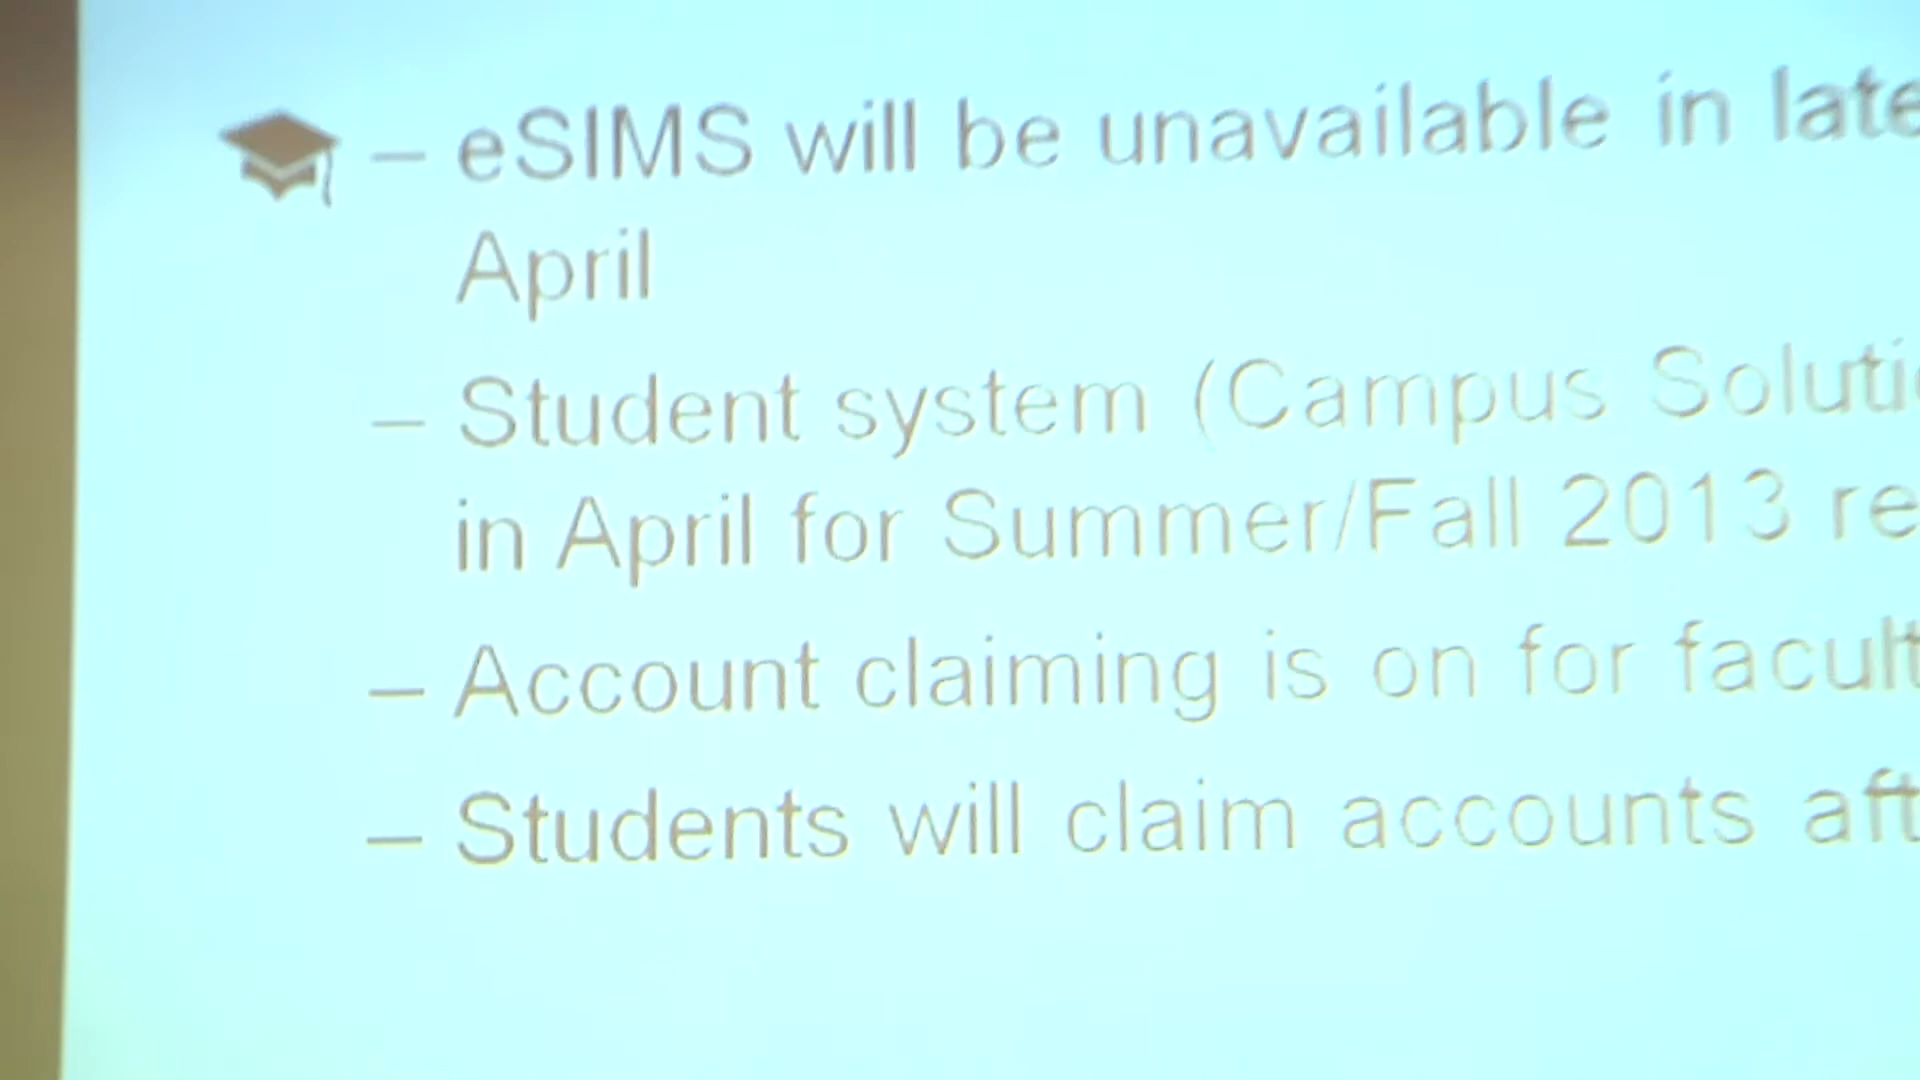 – eSIMS will be unavailable in late
April
– Student system (Campus
in April for Summer/Fall 2013
– Account claiming is on for
– Students will claim accounts